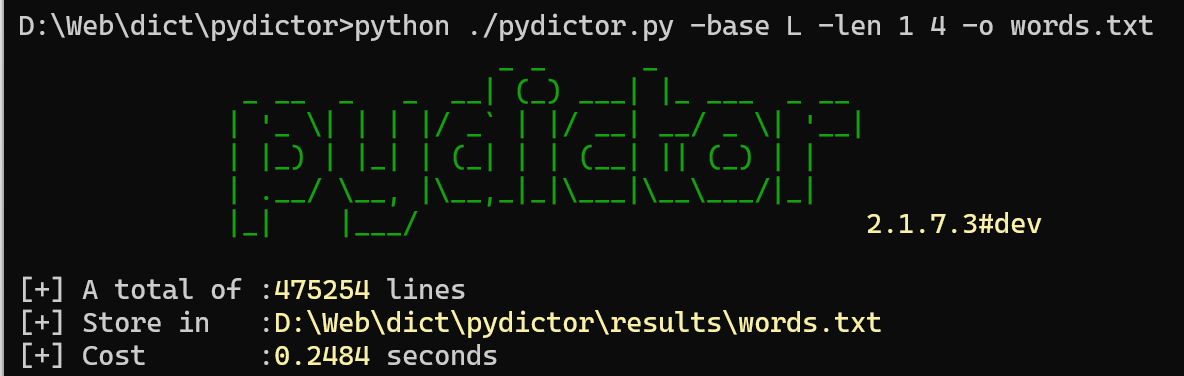 D:\Web\dict\pydictor>python ./pydictor.py -base L -len 1 4 -o words.txt
pydictor
2.1.7.3#dev
[+] A total of :475254 lines
[+] Store in   :D:\Web\dict\pydictor\results\words.txt
[+] Cost       :0.2484 seconds